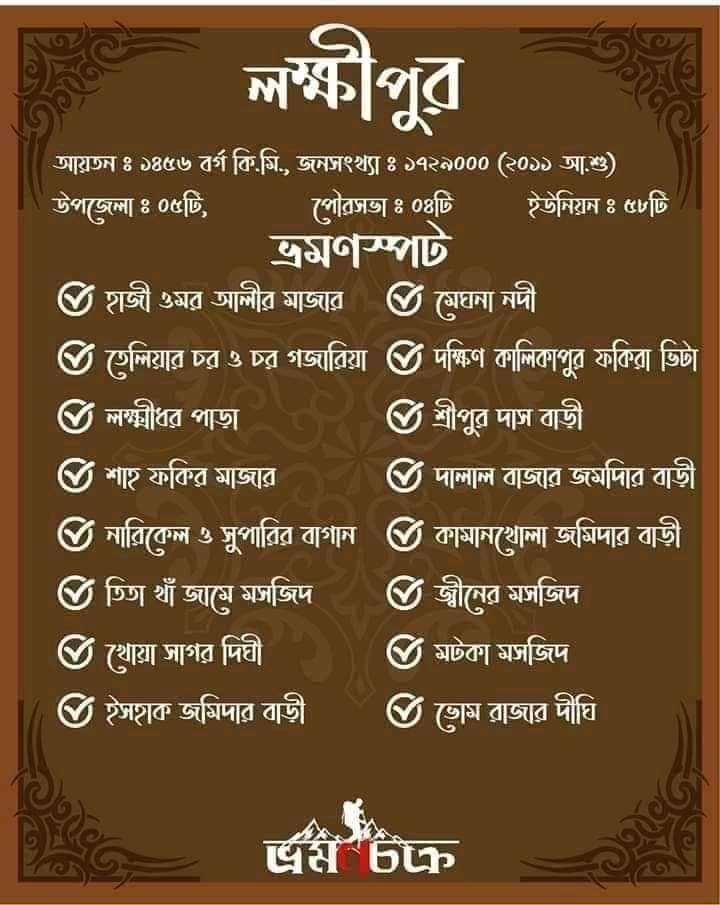 লক্ষীপুর
আয়তন ঃ ১৪৫৬ বর্গ কি.মি., জনসংখ্যা ঃ ১৭২৯০০০ (২০১১ আ.শু)
উপজেলা ঃ ০৫টি, পৌরসভা ঃ ০৪টি ইউনিয়ন ঃ ৫৮টি
ভ্রমণস্পট
হাজী ওমর আলীর মাজার মেঘনা নদী
তেলিয়ার চর ও চর গজারিয়া দক্ষিণ কালিকাপুর ফকিরা ভিটা
লক্ষ্মীধর পাড়া শ্রীপুর দাস বাড়ী
শাহ ফকির মাজার দালাল বাজার জমদিার বাড়ী
নারিকেল ও সুপারির বাগান কামানখোলা জমিদার বাড়ী
তিতা খাঁ জামে মসজিদ জ্বীনের মসজিদ
খোয়া সাগর দিঘী মটকা মসজিদ
ইসহাক জমিদার বাড়ী ভোম রাজার দীঘি
ভ্রমণচক্র